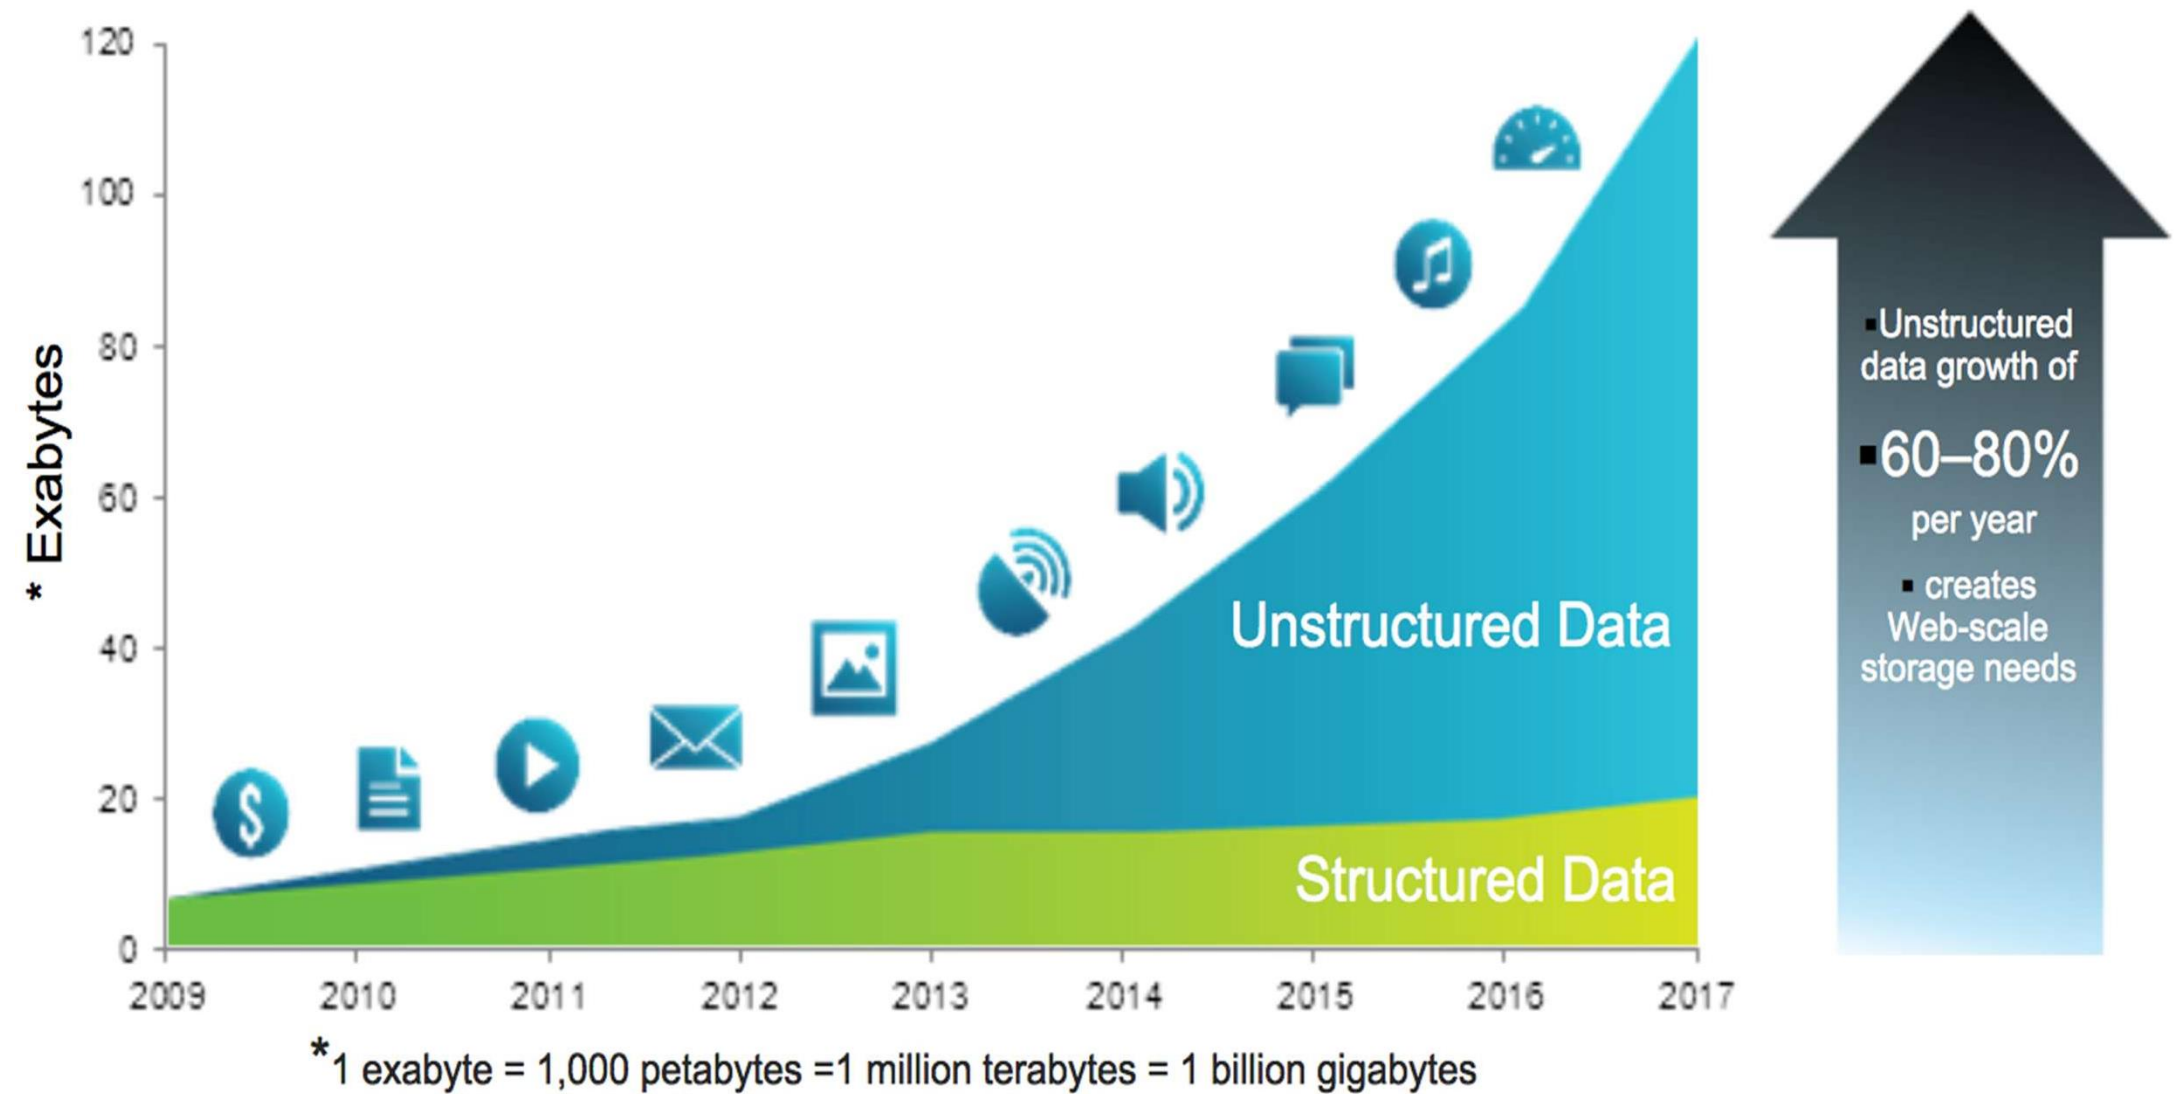 120
100
80
60
40
20
0
* Exabytes
2009 2010 2011 2012 2013 2014 2015 2016 2017
Unstructured Data
Structured Data
▪Unstructured
data growth of
▪60–80%
per year
▪ creates
Web-scale
storage needs
*1 exabyte = 1,000 petabytes =1 million terabytes = 1 billion gigabytes